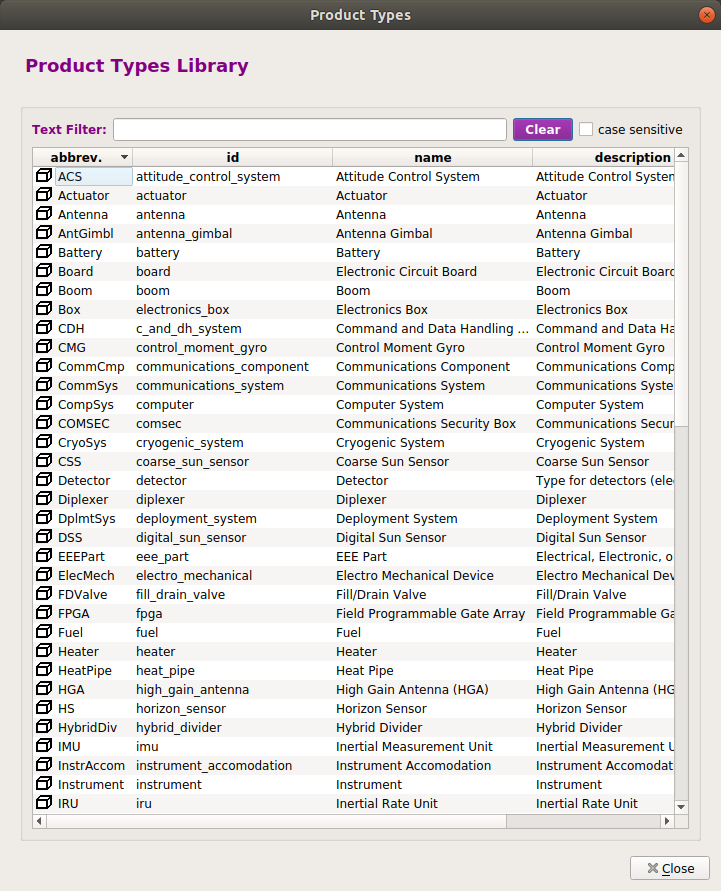 Product Types
Product Types Library
Text Filter: Clear case sensitive
abbrev. id name description
ACS attitude_control_system Attitude Control System Attitude Control System
Actuator actuator Actuator Actuator
Antenna antenna Antenna Antenna
AntGimbl antenna_gimbal Antenna Gimbal Antenna Gimbal
Battery battery Battery Battery
Board board Electronic Circuit Board Electronic Circuit Board
Boom boom Boom Boom
Box electronics_box Electronics Box Electronics Box
CDH c_and_dh_system Command and Data Handling ... Command and Data Ha
CMG control_moment_gyro Control Moment Gyro Control Moment Gyro
CommCmp communications_component Communications Component Communications Comp
CommSys communications_system Communications System Communications Syste
CompSys computer Computer System Computer System
COMSEC comsec Communications Security Box Communications Secur
CryoSys cryogenic_system Cryogenic System Cryogenic System
CSS coarse_sun_sensor Coarse Sun Sensor Coarse Sun Sensor
Detector detector Detector Type for detectors (ele
Diplexer diplexer Diplexer Diplexer
DplmtSys deployment_system Deployment System Deployment System
DSS digital_sun_sensor Digital Sun Sensor Digital Sun Sensor
EEEPart eee_part EEE Part Electrical, Electronic, o
ElecMech electro_mechanical Electro Mechanical Device Electro Mechanical Dev
FDValve fill_drain_valve Fill/Drain Valve Fill/Drain Valve
FPGA fpga Field Programmable Gate Array Field Programmable Ga
Fuel fuel Fuel Fuel
Heater heater Heater Heater
HeatPipe heat_pipe Heat Pipe Heat Pipe
HGA high_gain_antenna High Gain Antenna (HGA) High Gain Antenna (HG
HS horizon_sensor Horizon Sensor Horizon Sensor
HybridDiv hybrid_divider Hybrid Divider Hybrid Divider
IMU imu Inertial Measurement Unit Inertial Measurement U
InstrAccom instrument_accomodation Instrument Accomodation Instrument Accomodat
Instrument instrument Instrument Instrument
IRU iru Inertial Rate Unit Inertial Rate Unit
Close